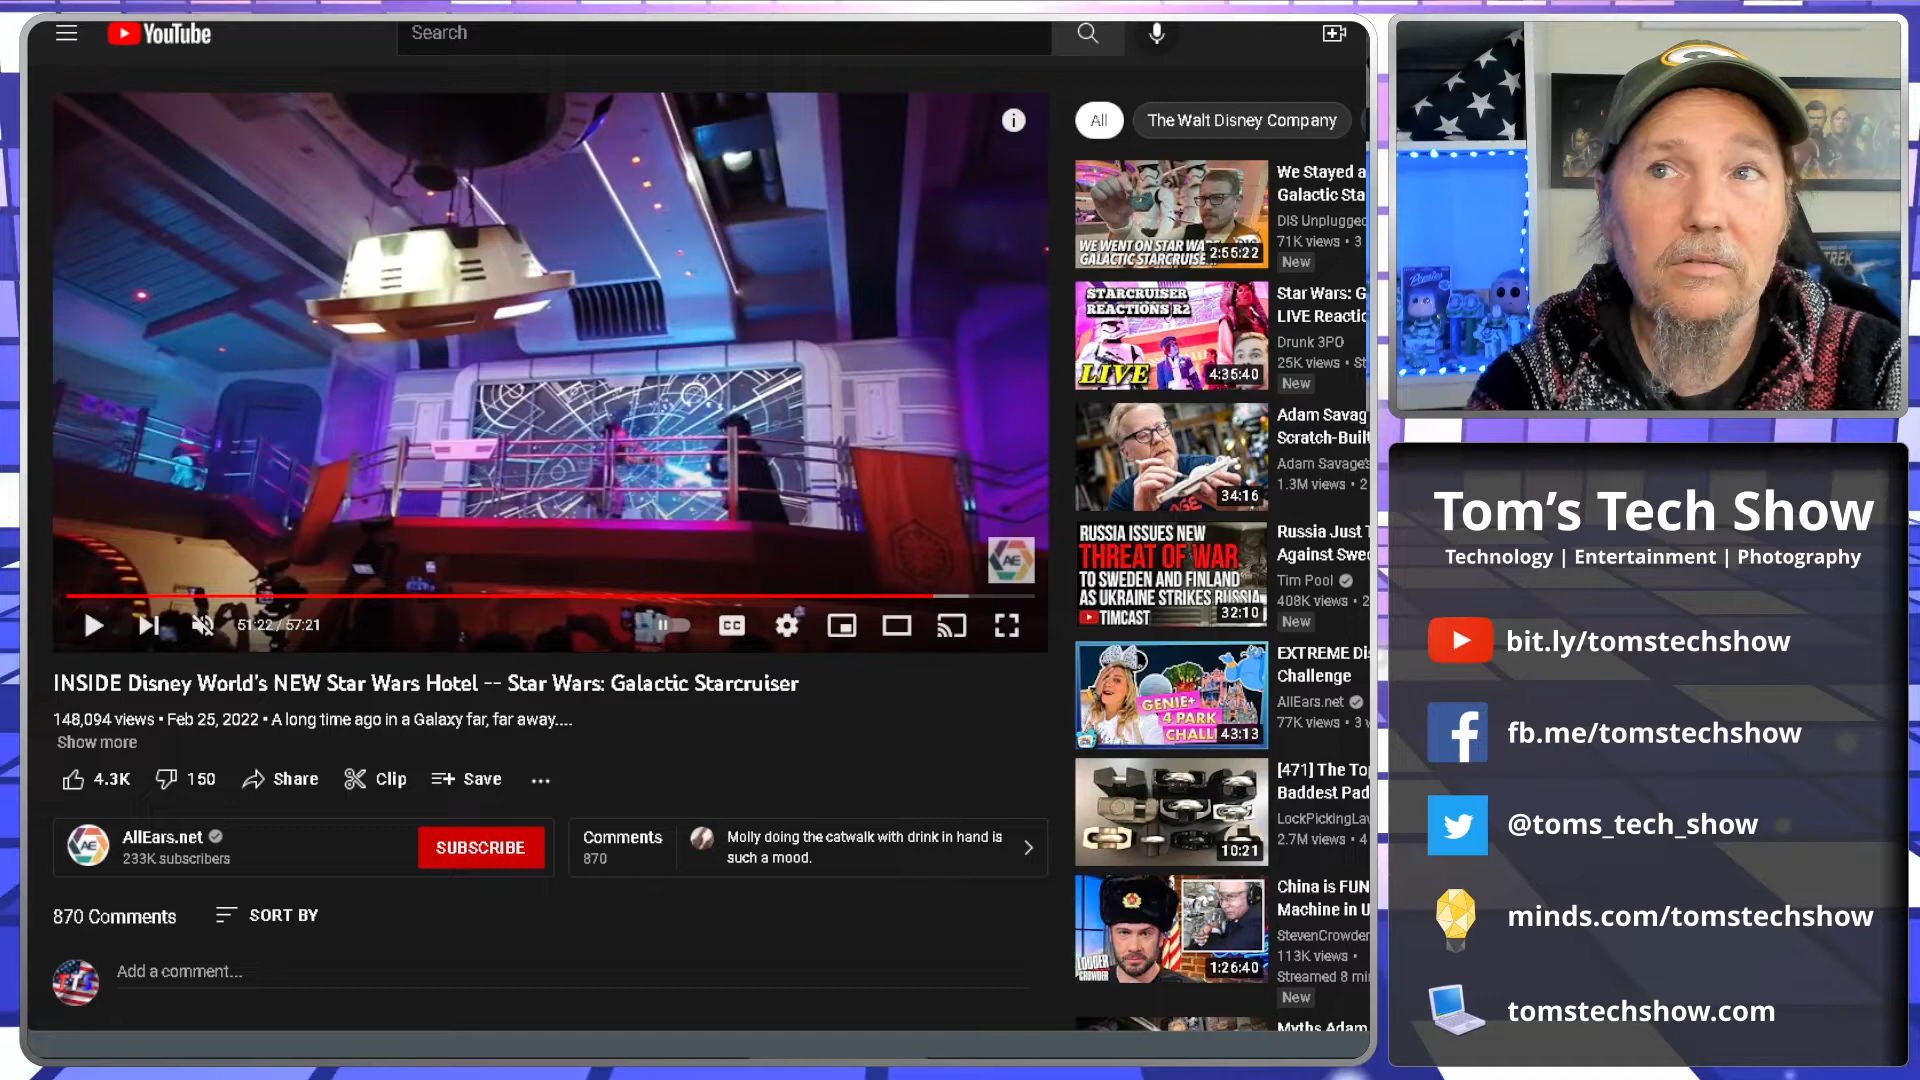 YouTube
Search
All
The Walt Disney Company
We Stayed a
Galactic Sta
DIS Unplugged
71K views • 3
New
WE WENT ON STAR WA
GALACTIC STARCRUISE
2:55:22
Star Wars: G
LIVE Reactio
Drunk 3PO
25K views • St
New
STARCRUISER
REACTIONS R2
LIVE
4:35:40
Adam Savag
Scratch-Built
Adam Savage's
1.3M views • 2
34:16
Russia Just T
Against Swe
Tim Pool
408K views • 2
New
RUSSIA ISSUES NEW
THREAT OF WAR
TO SWEDEN AND FINLAND
AS UKRAINE STRIKES RUSSIA
TIMCAST
32:10
EXTREME Di
Challenge
AllEars.net
77K views • 3 v
GENIE+
4 PARK
CHALL
43:13
[471] The To
Baddest Pad
LockPickingLaw
2.7M views • 4
10:21
China is FUN
Machine in U
StevenCrowder
113K views •
Streamed 8 mi
New
LOUDER
CROWDER
1:26:40
Myths Adam
AE
51:22 / 57:21
CC
INSIDE Disney World's NEW Star Wars Hotel -- Star Wars: Galactic Starcruiser
148,094 views • Feb 25, 2022 • A long time ago in a Galaxy far, far away....
Show more
4.3K
150
Share
Clip
Save
AE
AllEars.net
233K subscribers
SUBSCRIBE
Comments
870
Molly doing the catwalk with drink in hand is
such a mood.
870 Comments
SORT BY
TTS
Add a comment...
TREK
Tom's Tech Show
Technology | Entertainment | Photography
bit.ly/tomstechshow
fb.me/tomstechshow
@toms_tech_show
minds.com/tomstechshow
tomstechshow.com